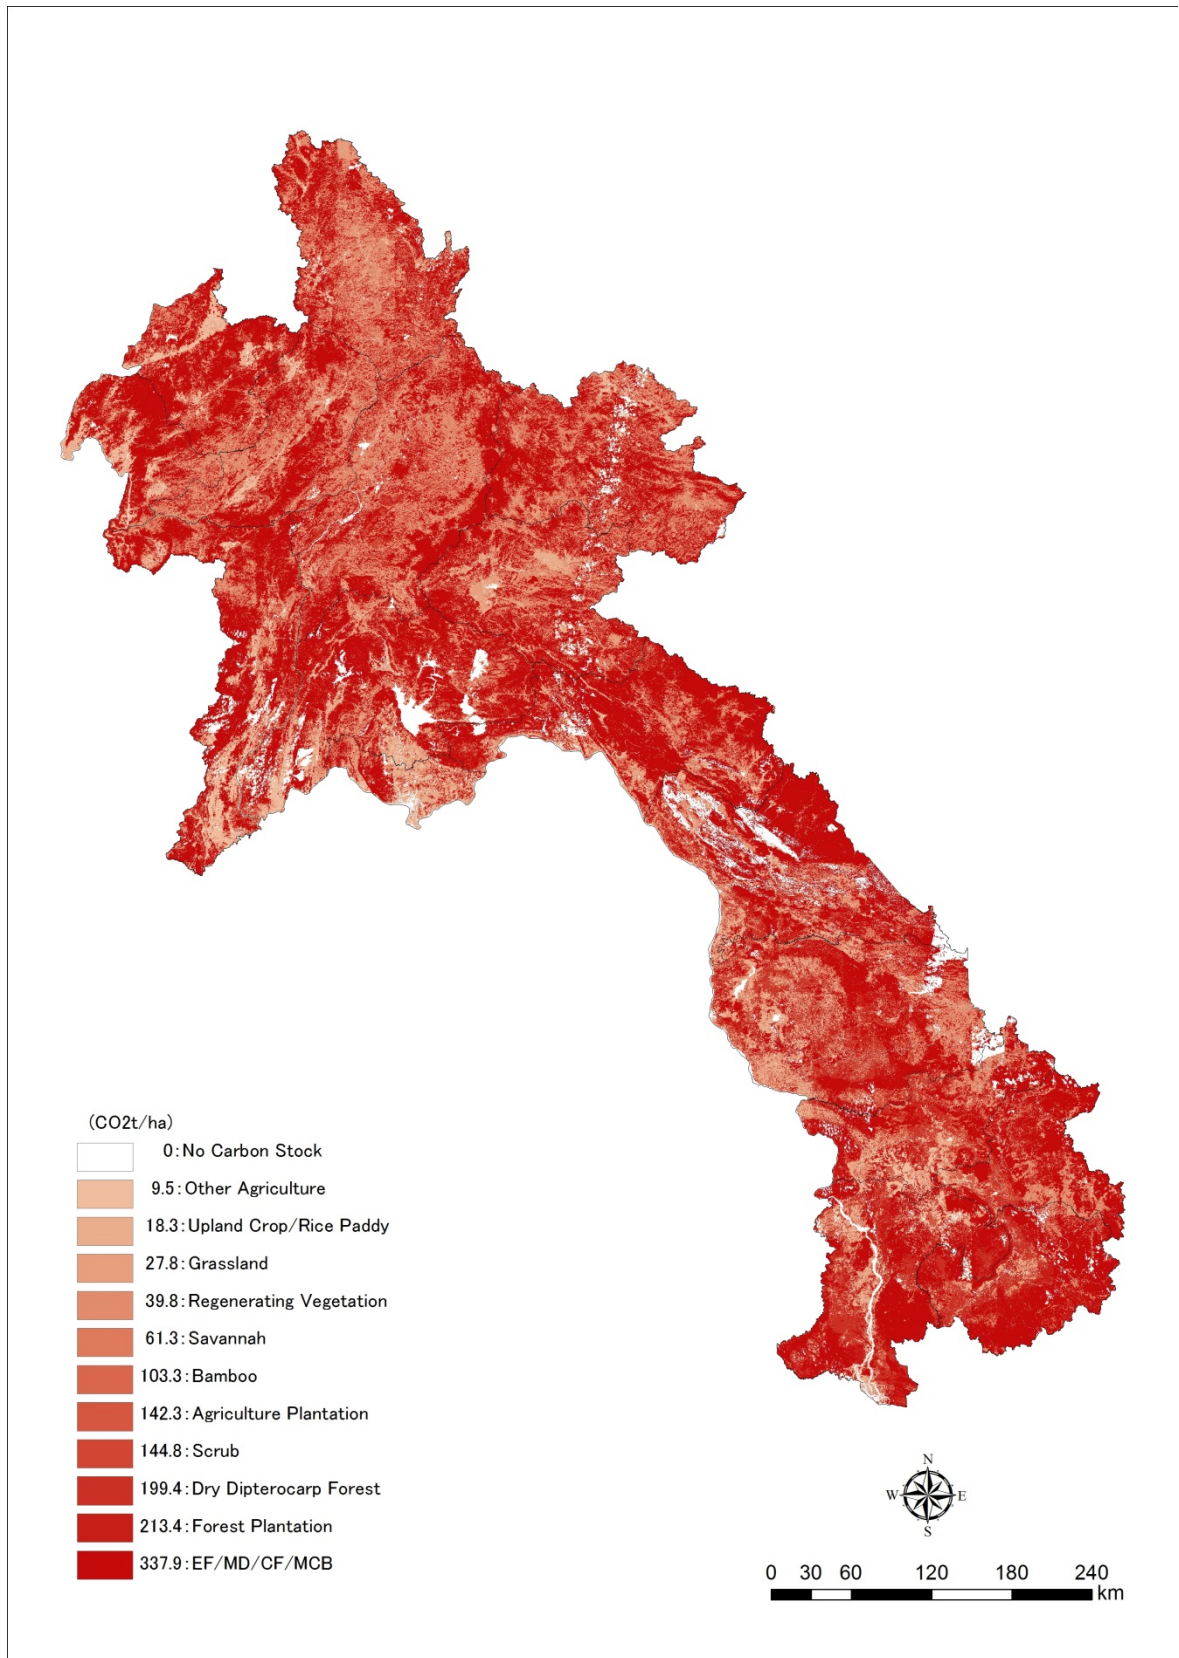 (CO2t/ha)
0:No Carbon Stock
9.5:Other Agriculture
18.3:Upland Crop/Rice Paddy
27.8:Grassland
39.8:Regenerating Vegetation
61.3:Savannah
103.3:Bamboo
142.3:Agriculture Plantation
144.8:Scrub
199.4:Dry Dipterocarp Forest
213.4:Forest Plantation
337.9:EF/MD/CF/MCB
N
W E
S
0 30 60 120 180 240
km